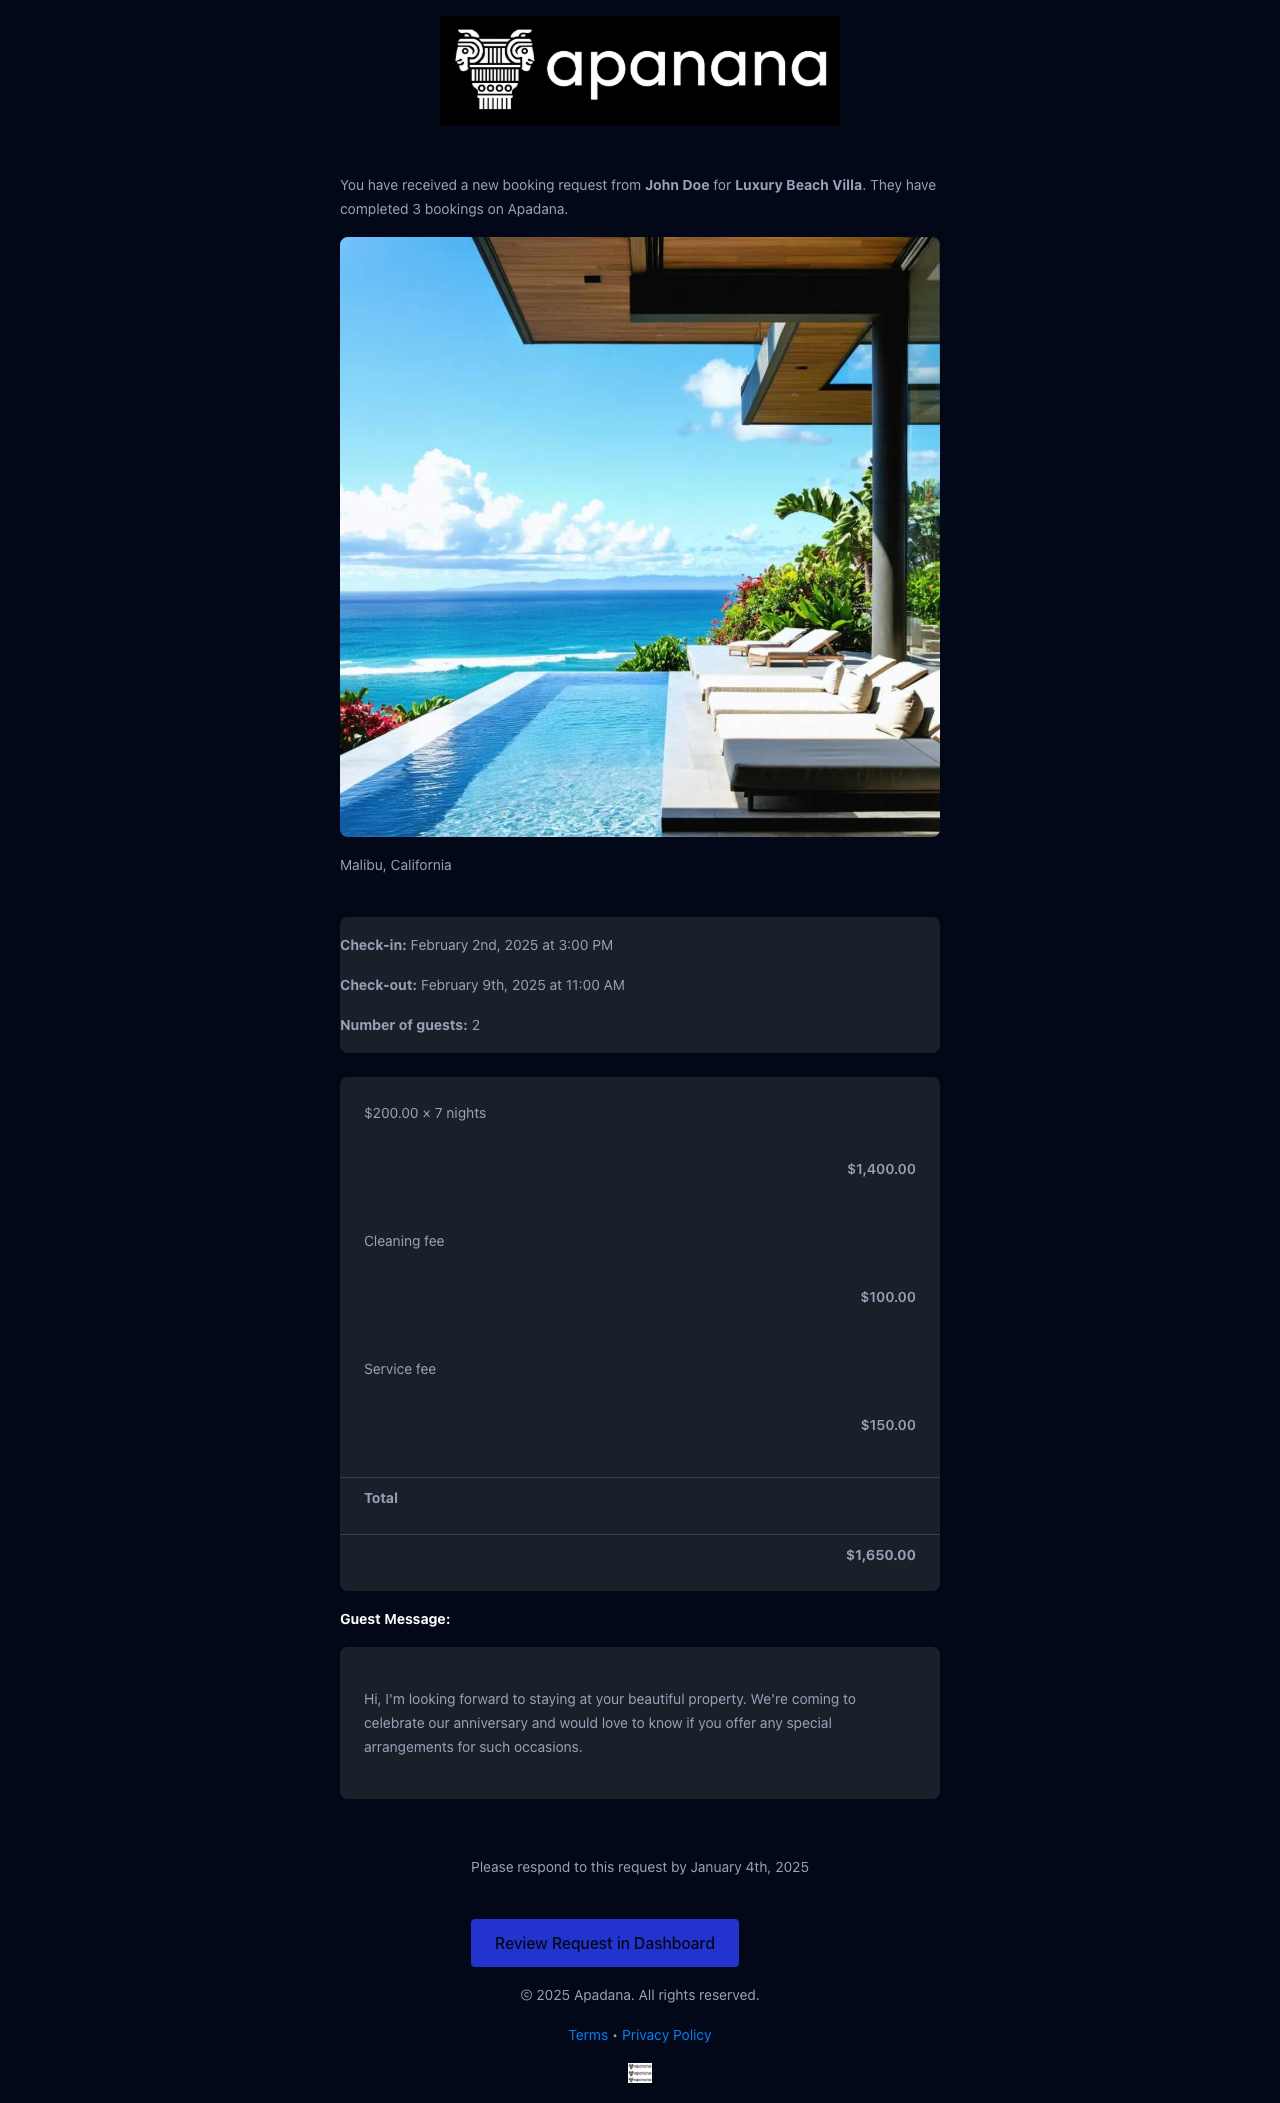 apanana
You have received a new booking request from John Doe for Luxury Beach Villa. They have
completed 3 bookings on Apadana.
Malibu, California
Check-in: February 2nd, 2025 at 3:00 PM
Check-out: February 9th, 2025 at 11:00 AM
Number of guests: 2
$200.00 × 7 nights
$1,400.00
Cleaning fee
$100.00
Service fee
$150.00
Total
$1,650.00
Guest Message:
Hi, I'm looking forward to staying at your beautiful property. We're coming to
celebrate our anniversary and would love to know if you offer any special
arrangements for such occasions.
Please respond to this request by January 4th, 2025
Review Request in Dashboard
© 2025 Apadana. All rights reserved.
Terms • Privacy Policy
apanana
apanana
apanana